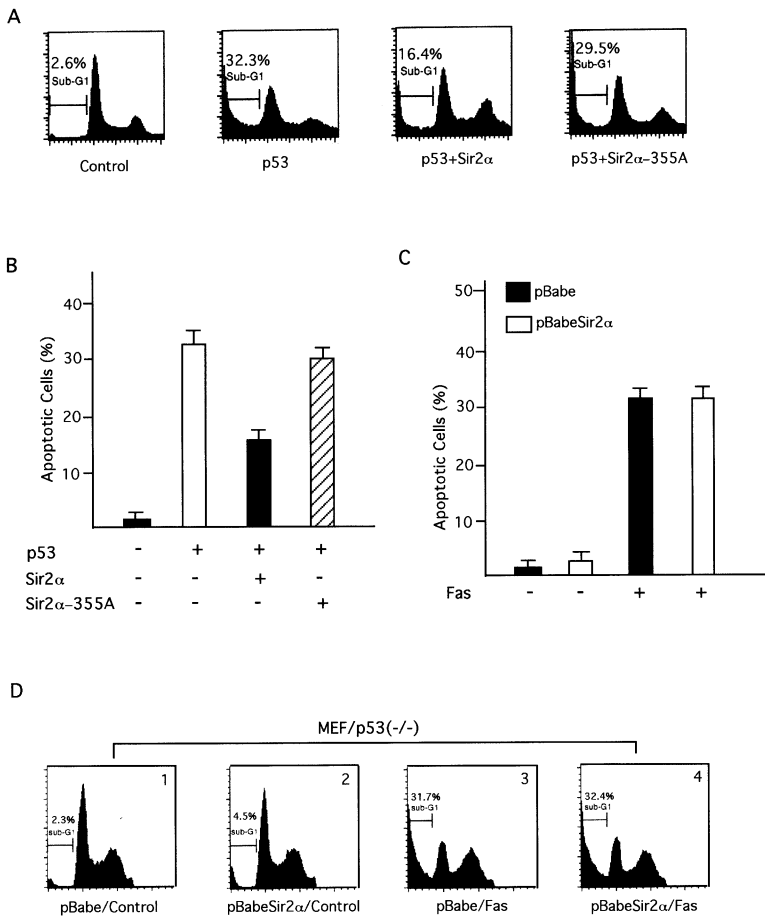 A
2.6%
Sub-G1
Control
32.3%
Sub-G1
p53
16.4%
Sub-G1
p53+Sir2α
29.5%
Sub-G1
p53+Sir2α-355A
B
Apoptotic Cells (%)
40
30
20
10
p53 - + + +
Sir2α - - + -
Sir2α-355A - - - +
C
pBabe
pBabeSir2α
Apoptotic Cells (%)
50
40
30
20
10
Fas - - + +
D
MEF/p53(-/-)
1
2.3%
sub-G1
pBabe/Control
2
4.5%
sub-G1
pBabeSir2α/Control
3
31.7%
sub-G1
pBabe/Fas
4
32.4%
sub-G1
pBabeSir2α/Fas